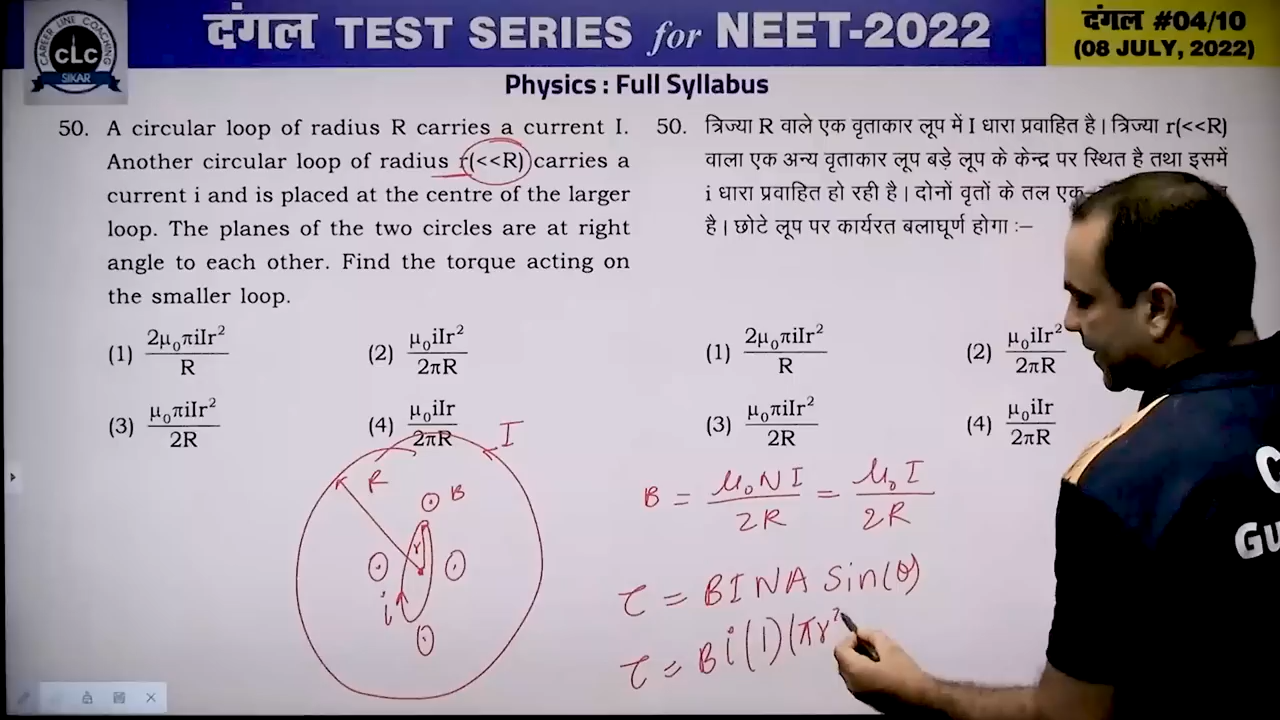 CAREER LINE COACHING
CLC
SIKAR
दंगल TEST SERIES for NEET-2022
दंगल #04/10
(08 JULY, 2022)
Physics : Full Syllabus
50. A circular loop of radius R carries a current I.
Another circular loop of radius r(<<R) carries a
current i and is placed at the centre of the larger
loop. The planes of the two circles are at right
angle to each other. Find the torque acting on
the smaller loop.
(1) 2μ₀πiIr²/R (2) μ₀iIr²/2πR
(3) μ₀πiIr²/2R (4) μ₀iIr/2πR
50. त्रिज्या R वाले एक वृताकार लूप में I धारा प्रवाहित है। त्रिज्या r(<<R)
वाला एक अन्य वृताकार लूप बड़े लूप के केन्द्र पर स्थित है तथा इसमें
i धारा प्रवाहित हो रही है। दोनों वृतों के तल एक
है। छोटे लूप पर कार्यरत बलाघूर्ण होगा :–
(1) 2μ₀πiIr²/R (2) μ₀iIr²/2πR
(3) μ₀πiIr²/2R (4) μ₀iIr/2πR
I
R
B
r
i
B = μ₀NI/2R = μ₀I/2R
τ = BINA Sin(θ)
τ = Bi(1)(πr²
C
Gu